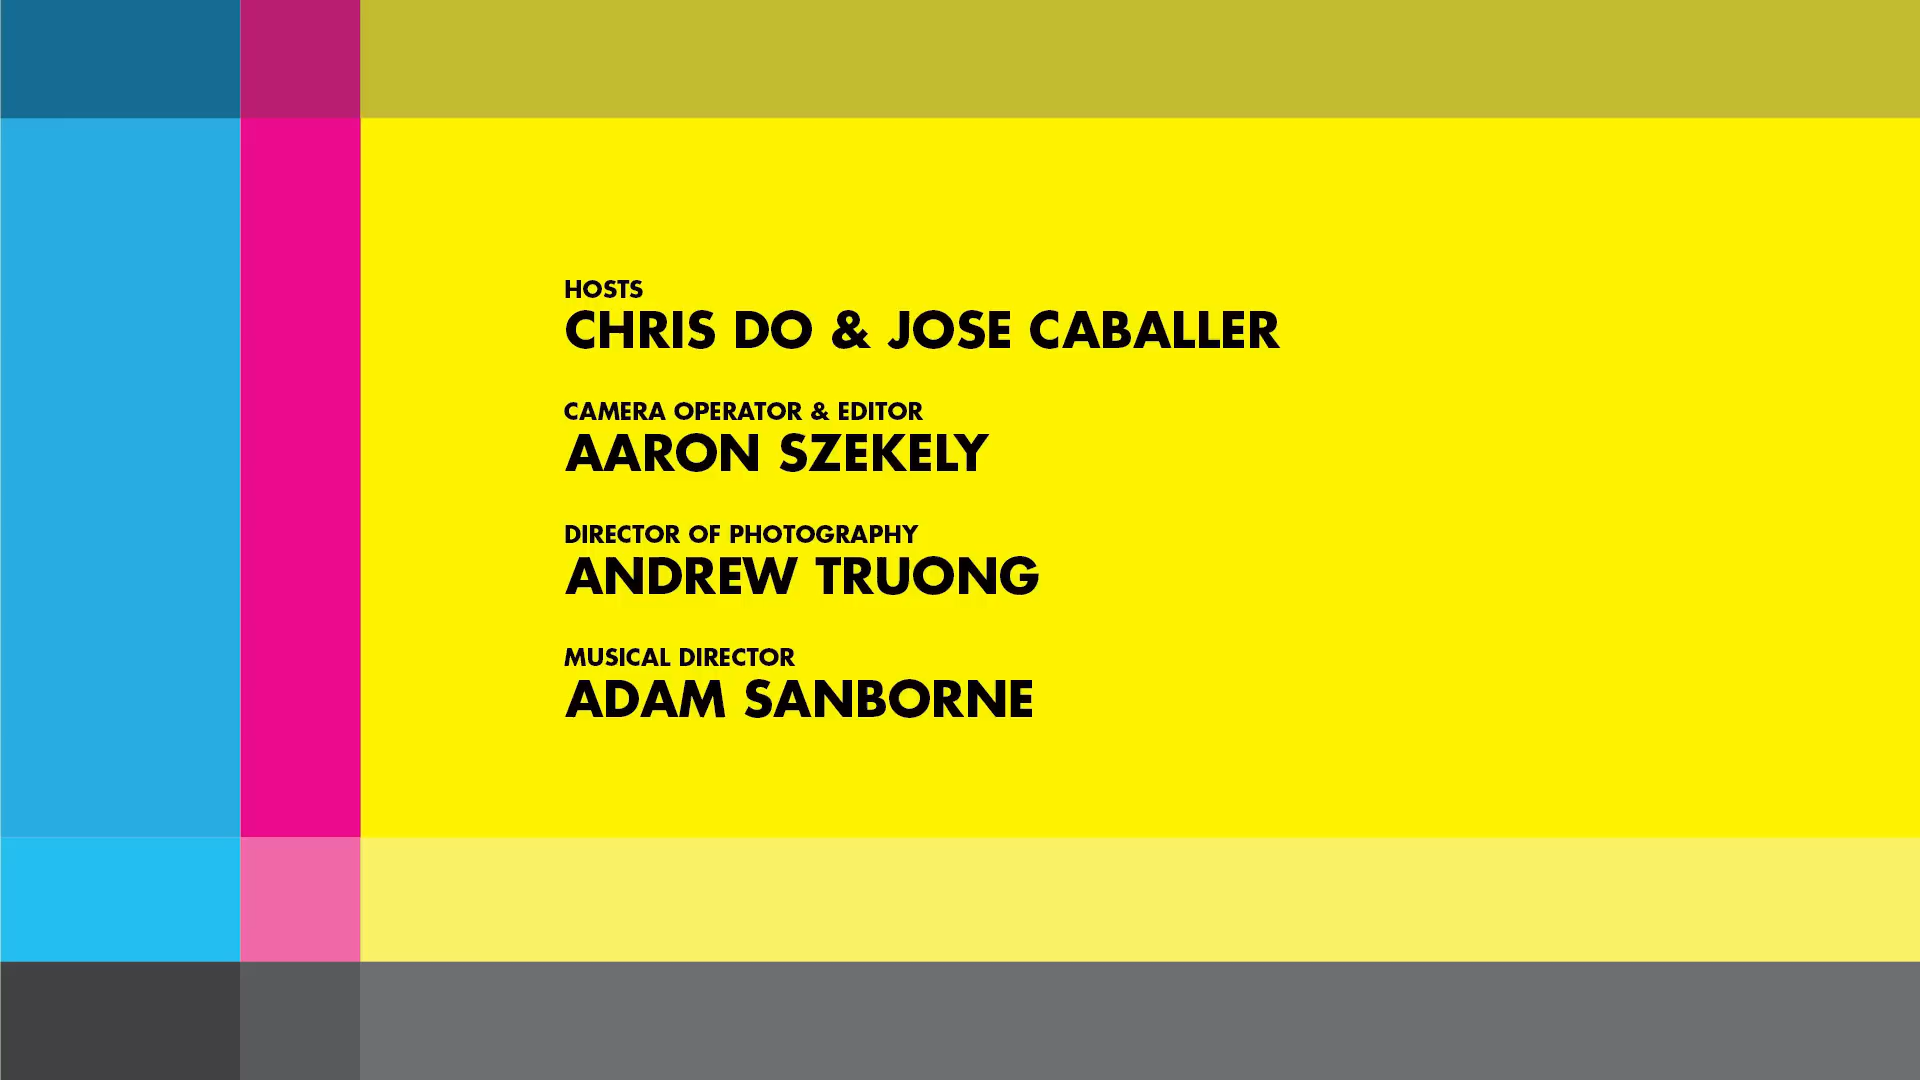 HOSTS
CHRIS DO & JOSE CABALLER
CAMERA OPERATOR & EDITOR
AARON SZEKELY
DIRECTOR OF PHOTOGRAPHY
ANDREW TRUONG
MUSICAL DIRECTOR
ADAM SANBORNE